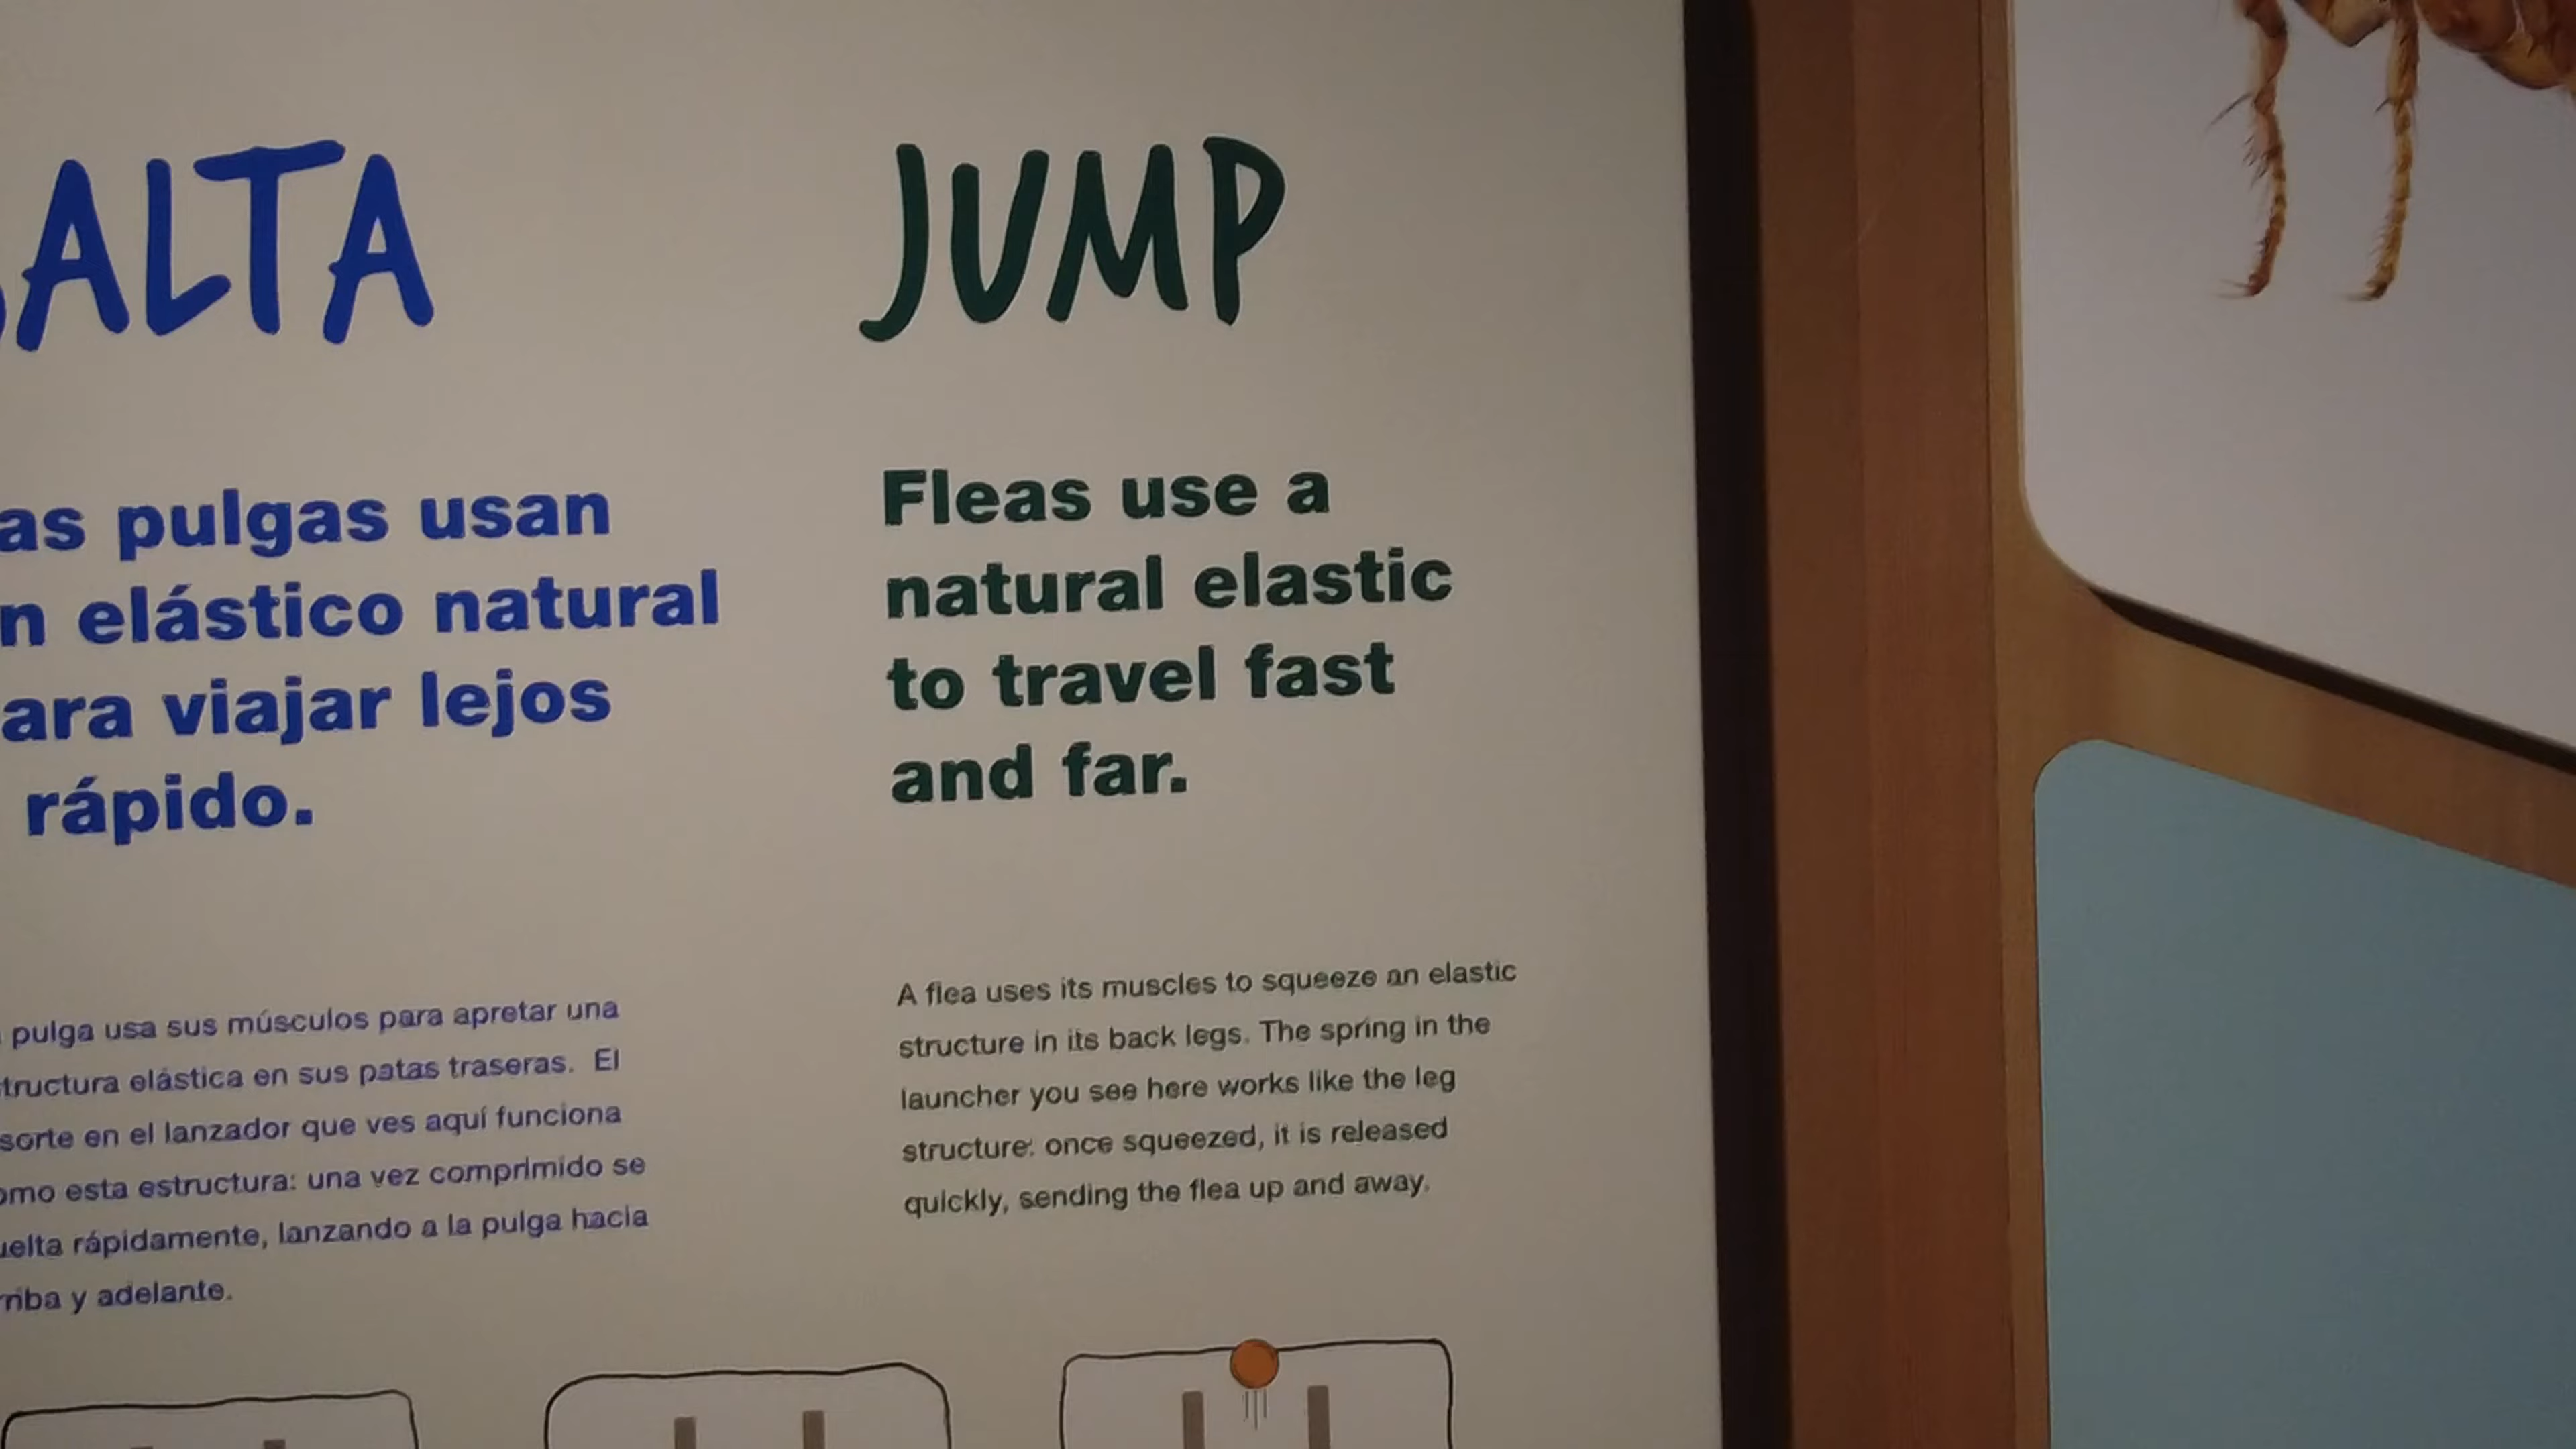 ALTA
as pulgas usan
n elástico natural
ara viajar lejos
rápido.
pulga usa sus músculos para apretar una
tructura elástica en sus patas traseras. El
sorte en el lanzador que ves aquí funciona
omo esta estructura: una vez comprimido se
uelta rápidamente, lanzando a la pulga hacia
rriba y adelante.
JUMP
Fleas use a
natural elastic
to travel fast
and far.
A flea uses its muscles to squeeze an elastic
structure in its back legs. The spring in the
launcher you see here works like the leg
structure: once squeezed, it is released
quickly, sending the flea up and away.